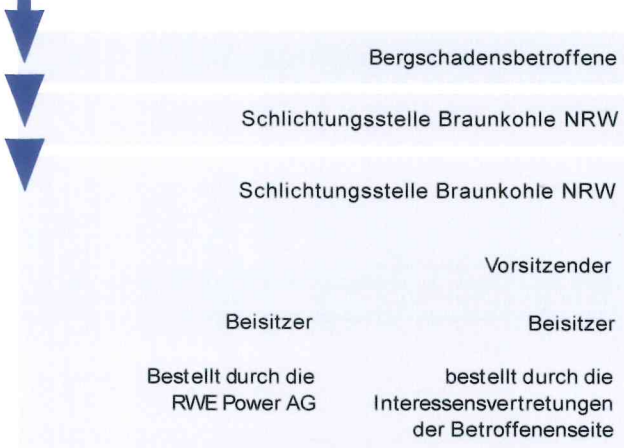 Bergschadensbetroffene
Schlichtungsstelle Braunkohle NRW
Schlichtungsstelle Braunkohle NRW
Vorsitzender
Beisitzer
Beisitzer
Bestellt durch die
RWE Power AG
bestellt durch die
Interessensvertretungen
der Betroffenenseite